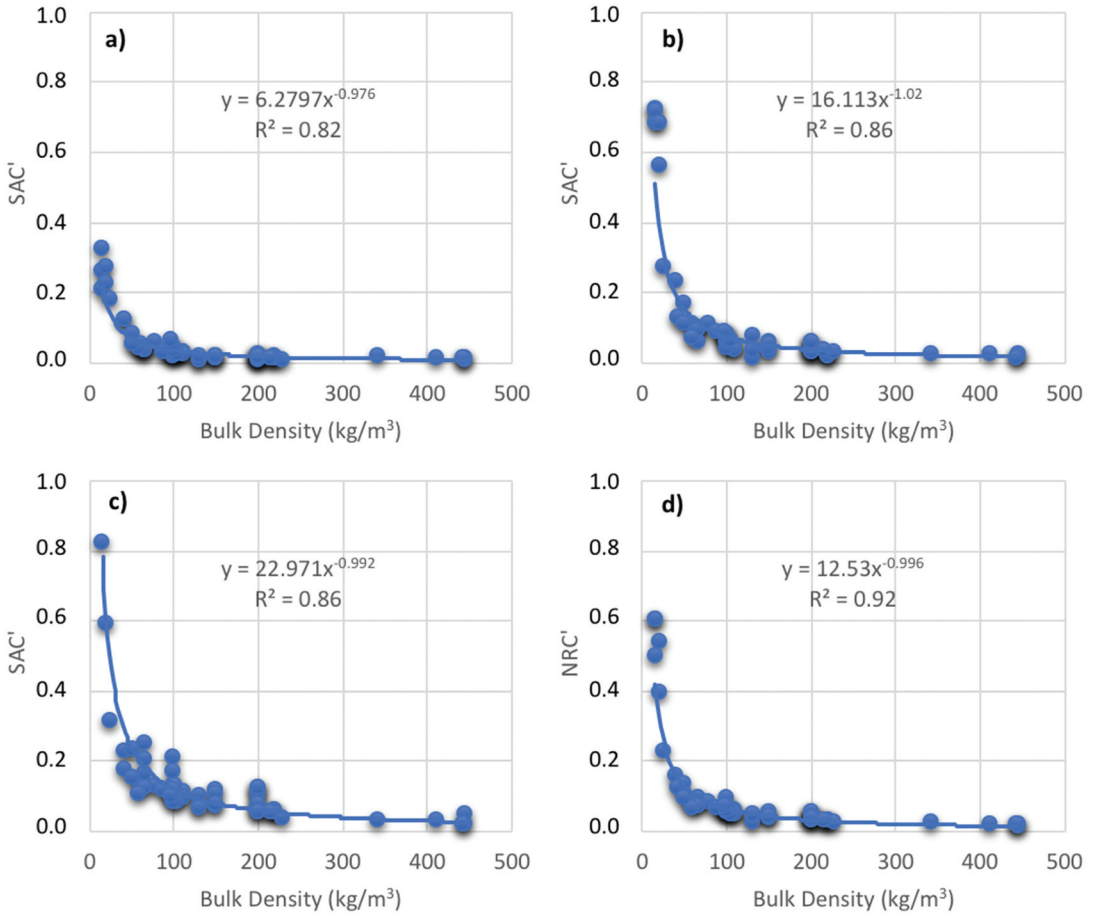 a)
y = 6.2797x^-0.976
R² = 0.82
SAC'
1.0
0.8
0.6
0.4
0.2
0.0
0 100 200 300 400 500
Bulk Density (kg/m³)
b)
y = 16.113x^-1.02
R² = 0.86
SAC'
1.0
0.8
0.6
0.4
0.2
0.0
0 100 200 300 400 500
Bulk Density (kg/m³)
c)
y = 22.971x^-0.992
R² = 0.86
SAC'
1.0
0.8
0.6
0.4
0.2
0.0
0 100 200 300 400 500
Bulk Density (kg/m³)
d)
y = 12.53x^-0.996
R² = 0.92
NRC'
1.0
0.8
0.6
0.4
0.2
0.0
0 100 200 300 400 500
Bulk Density (kg/m³)